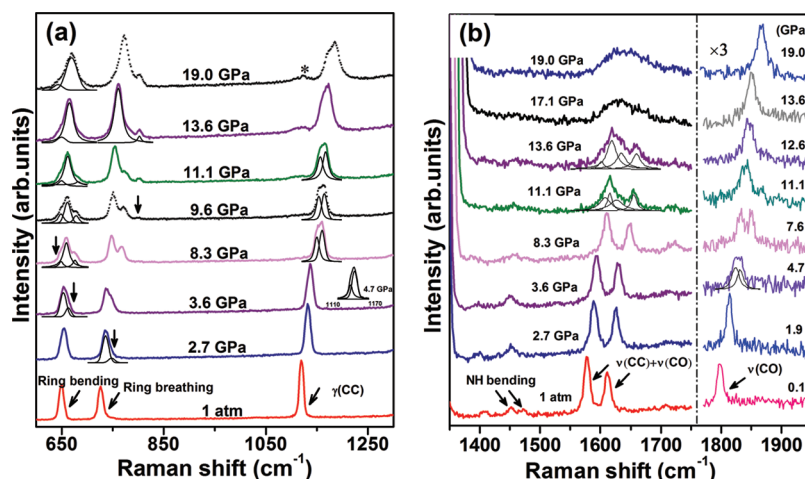 (a)
Intensity (arb.units)
*
19.0 GPa
13.6 GPa
11.1 GPa
9.6 GPa
8.3 GPa
4.7 GPa
1110 1170
3.6 GPa
2.7 GPa
Ring bending
Ring breathing
γ(CC)
1 atm
650 750 1050 1150 1250
Raman shift (cm⁻¹)
(b)
Intensity (arb.units)
19.0 GPa
17.1 GPa
13.6 GPa
11.1 GPa
8.3 GPa
3.6 GPa
2.7 GPa
NH bending
ν(CC)+ν(CO)
1 atm
×3
(GPa
19.0
13.6
12.6
11.1
7.6
4.7
1.9
ν(CO)
0.1
1400 1500 1600 1700 1800 1900
Raman shift (cm⁻¹)